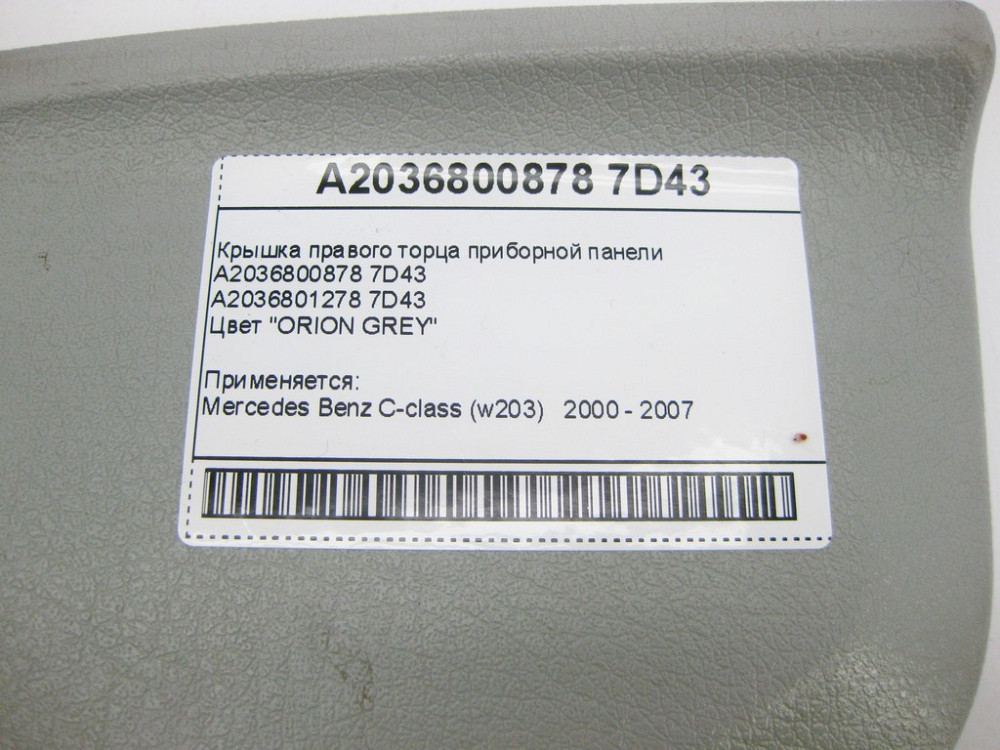 A2036800878 7D43
Крышка правого торца приборной панели
A2036800878 7D43
A2036801278 7D43
Цвет "ORION GREY"
Применяется:
Mercedes Benz C-class (w203) 2000 - 2007